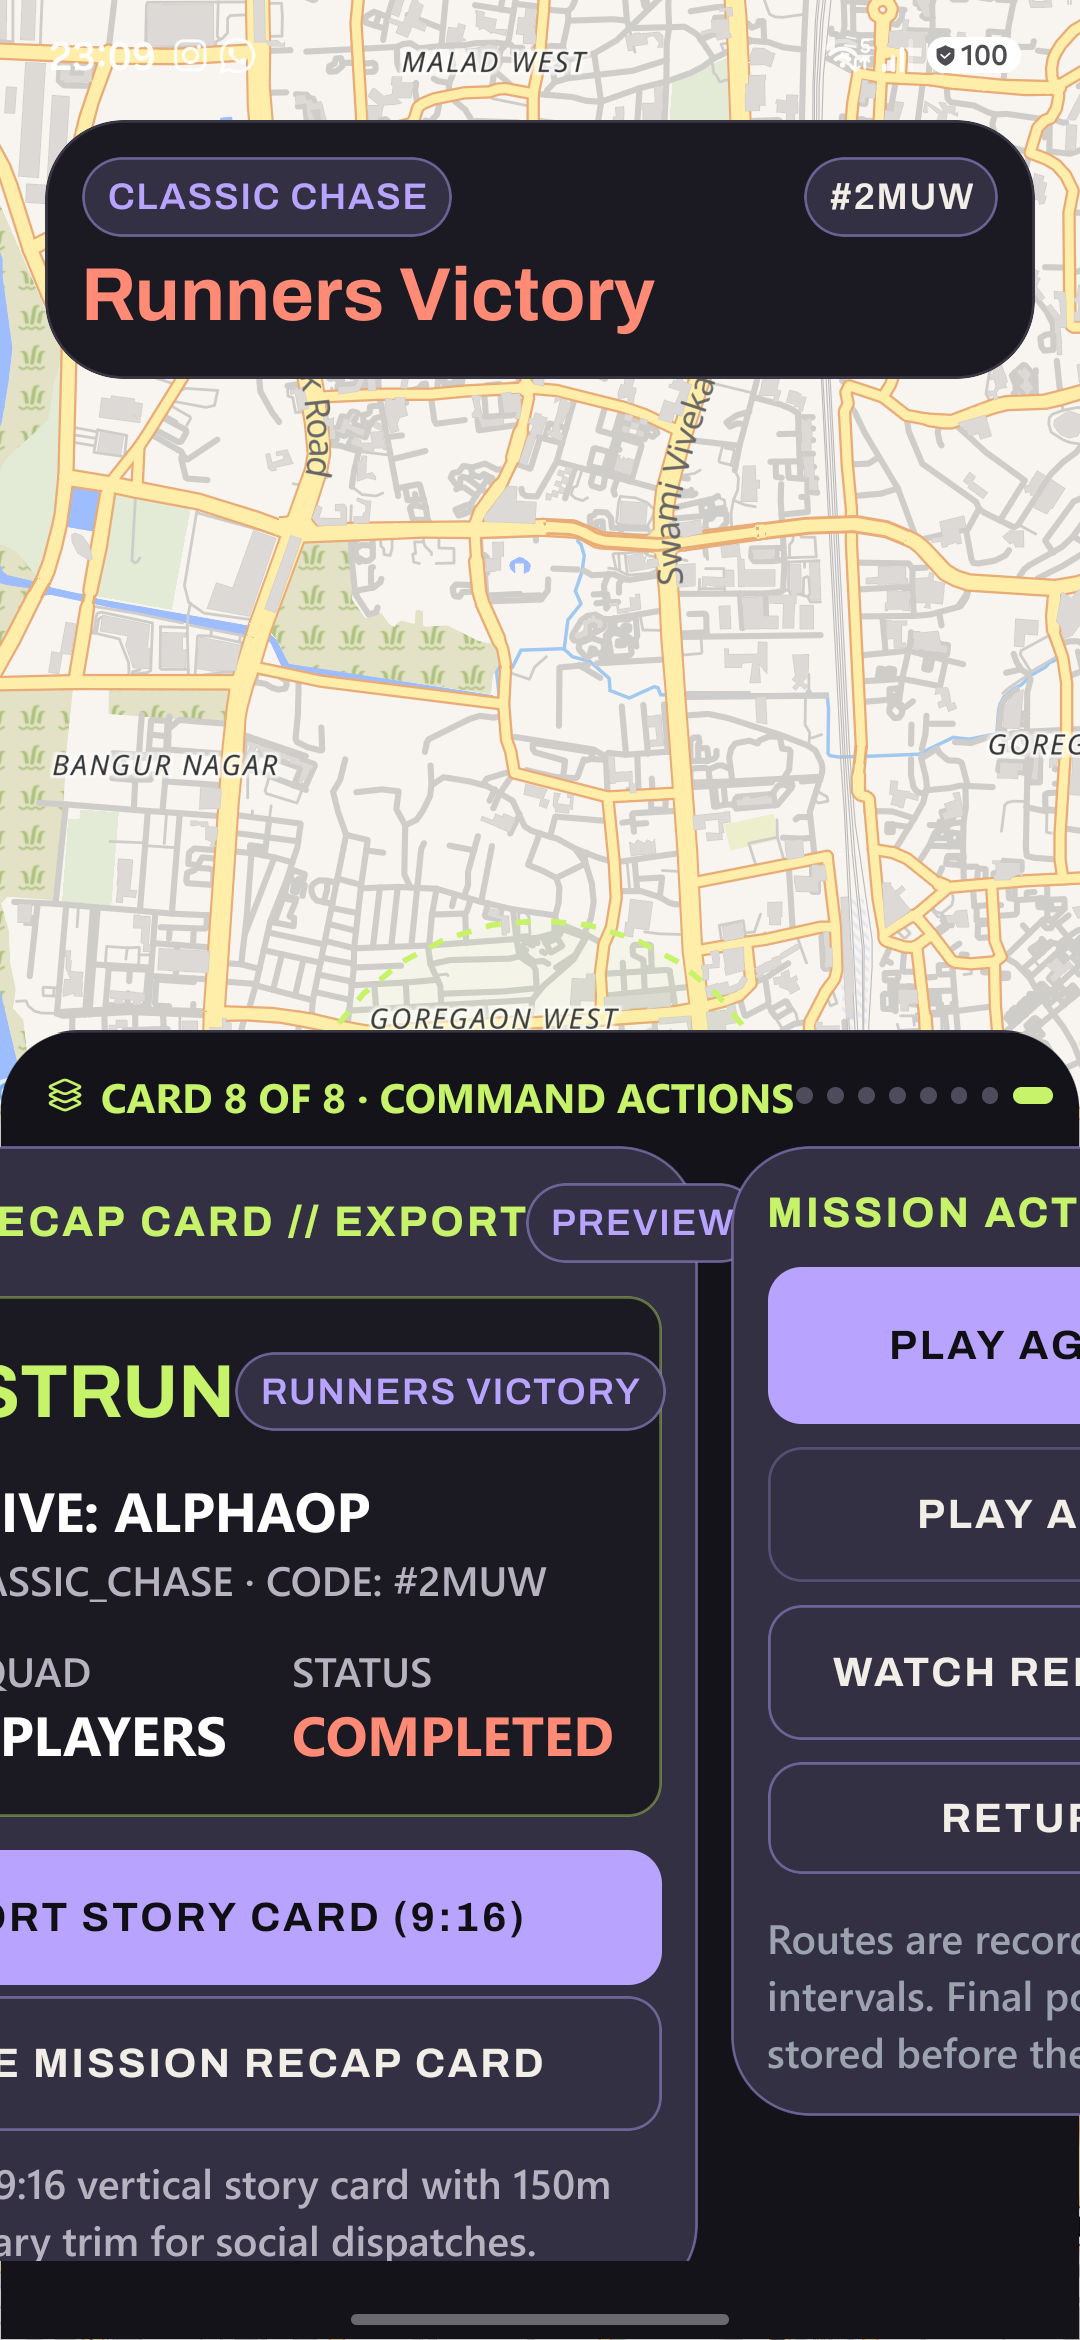 23:09
100
MALAD WEST
CLASSIC CHASE
#2MUW
Runners Victory
k Road
Swami Viveka
BANGUR NAGAR
GOREG
GOREGAON WEST
CARD 8 OF 8 · COMMAND ACTIONS
ECAP CARD // EXPORT
PREVIEW
STRUN
RUNNERS VICTORY
IVE: ALPHAOP
ASSIC_CHASE · CODE: #2MUW
QUAD
STATUS
PLAYERS
COMPLETED
ORT STORY CARD (9:16)
E MISSION RECAP CARD
9:16 vertical story card with 150m
ary trim for social dispatches.
MISSION ACT
PLAY AG
PLAY A
WATCH RE
RETUR
Routes are record
intervals. Final po
stored before the